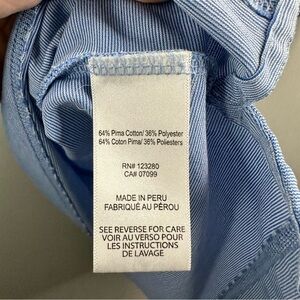 64% Pima Cotton/ 36% Polyester
64% Coton Pima/ 36% Poliesters
RN# 123280
CA# 07099
MADE IN PERU
FABRIQUÉ AU PÉROU
SEE REVERSE FOR CARE
VOIR AU VERSO POUR
LES INSTRUCTIONS
DE LAVAGE